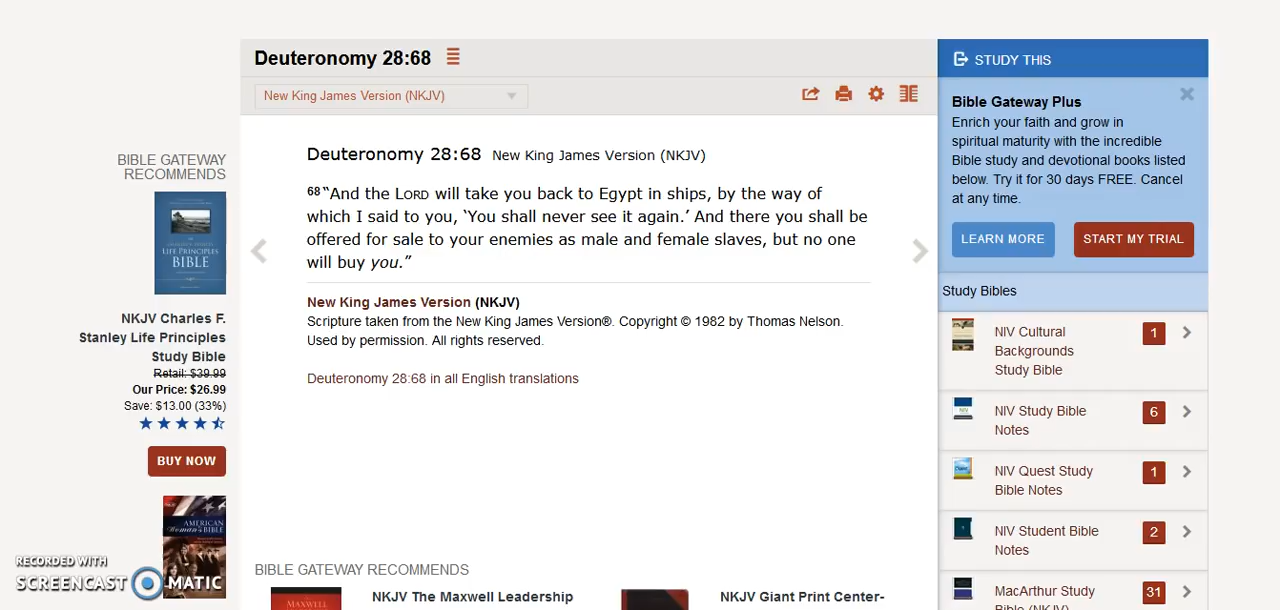 Deuteronomy 28:68
New King James Version (NKJV)
Deuteronomy 28:68 New King James Version (NKJV)
68 “And the LORD will take you back to Egypt in ships, by the way of
which I said to you, ‘You shall never see it again.’ And there you shall be
offered for sale to your enemies as male and female slaves, but no one
will buy you.”
New King James Version (NKJV)
Scripture taken from the New King James Version®. Copyright © 1982 by Thomas Nelson.
Used by permission. All rights reserved.
Deuteronomy 28:68 in all English translations
BIBLE GATEWAY
RECOMMENDS
LIFE PRINCIPLES
BIBLE
NKJV Charles F.
Stanley Life Principles
Study Bible
Retail: $39.99
Our Price: $26.99
Save: $13.00 (33%)
BUY NOW
AMERICAN
Woman's BIBLE
RECORDED WITH
SCREENCAST MATIC
BIBLE GATEWAY RECOMMENDS
MAXWELL
NKJV The Maxwell Leadership
NKJV Giant Print Center-
STUDY THIS
Bible Gateway Plus
Enrich your faith and grow in
spiritual maturity with the incredible
Bible study and devotional books listed
below. Try it for 30 days FREE. Cancel
at any time.
LEARN MORE
START MY TRIAL
Study Bibles
NIV Cultural
Backgrounds
Study Bible
1
NIV Study Bible
Notes
6
NIV Quest Study
Bible Notes
1
NIV Student Bible
Notes
2
MacArthur Study
Bible (NKJV)
31